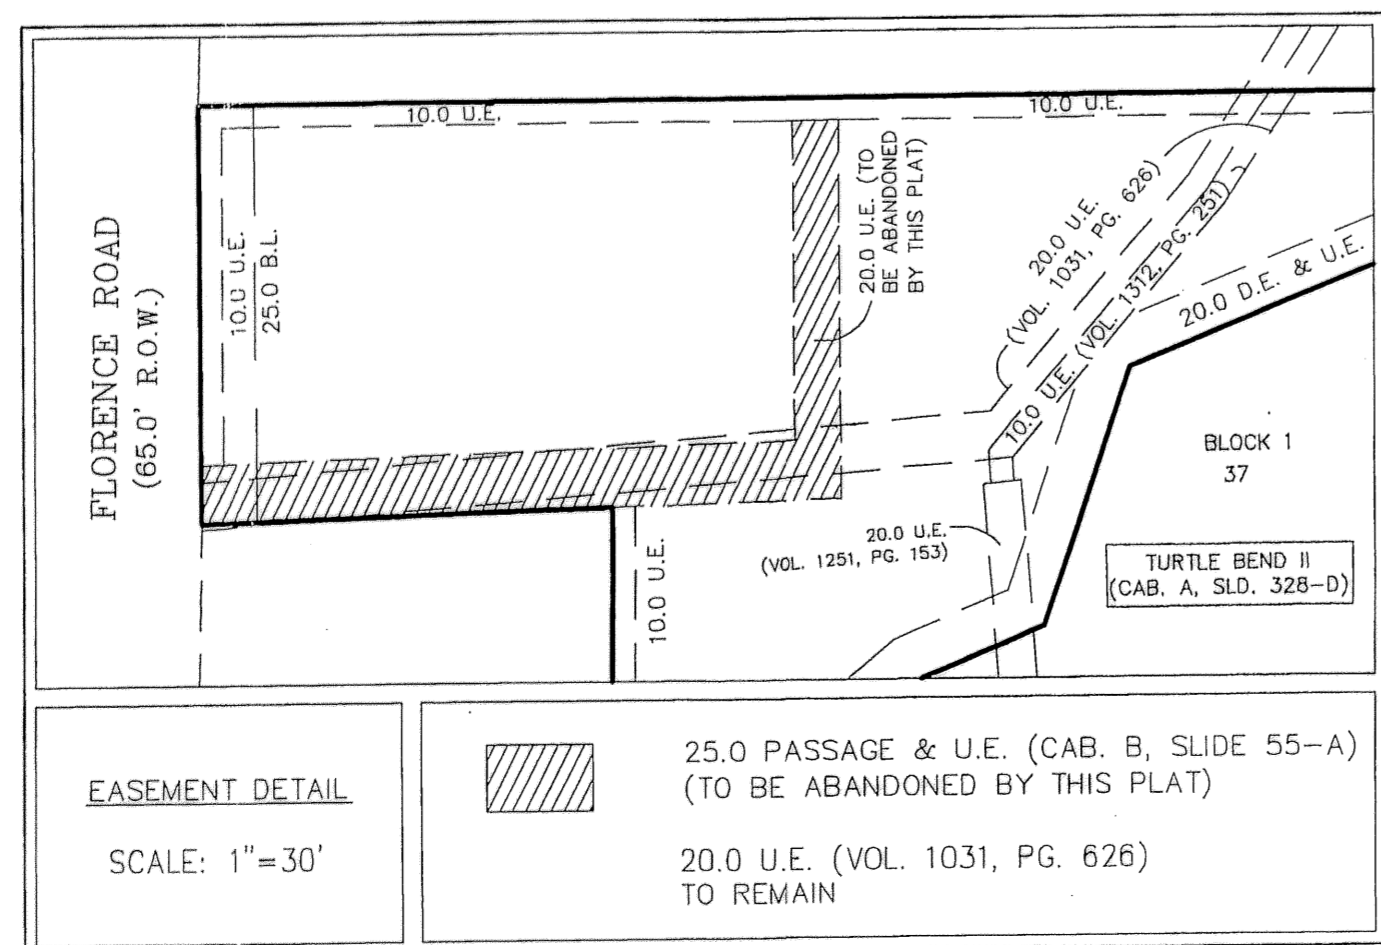 10.0 U.E.
10.0 U.E.
FLORENCE ROAD
(65.0' R.O.W.)
10.0 U.E.
25.0 B.L.
20.0 U.E. (TO
BE ABANDONED
BY THIS PLAT)
20.0 U.E.
(VOL. 1031, PG. 626)
10.0 U.E. (VOL. 1312, PG. 251)
20.0 D.E. & U.E.
BLOCK 1
37
20.0 U.E.
(VOL. 1251, PG. 153)
10.0 U.E.
TURTLE BEND II
(CAB. A, SLD. 328-D)
EASEMENT DETAIL
SCALE: 1"=30'
25.0 PASSAGE & U.E. (CAB. B, SLIDE 55-A)
(TO BE ABANDONED BY THIS PLAT)
20.0 U.E. (VOL. 1031, PG. 626)
TO REMAIN